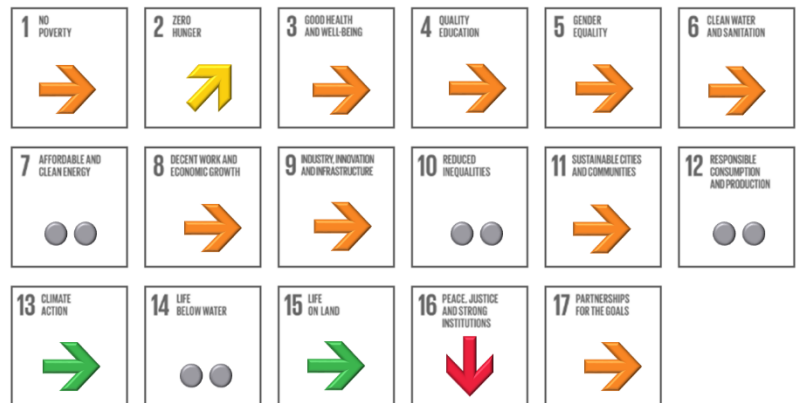 1 NO
POVERTY
2 ZERO
HUNGER
3 GOOD HEALTH
AND WELL-BEING
4 QUALITY
EDUCATION
5 GENDER
EQUALITY
6 CLEAN WATER
AND SANITATION
7 AFFORDABLE AND
CLEAN ENERGY
8 DECENT WORK AND
ECONOMIC GROWTH
9 INDUSTRY, INNOVATION
AND INFRASTRUCTURE
10 REDUCED
INEQUALITIES
11 SUSTAINABLE CITIES
AND COMMUNITIES
12 RESPONSIBLE
CONSUMPTION
AND PRODUCTION
13 CLIMATE
ACTION
14 LIFE
BELOW WATER
15 LIFE
ON LAND
16 PEACE, JUSTICE
AND STRONG
INSTITUTIONS
17 PARTNERSHIPS
FOR THE GOALS